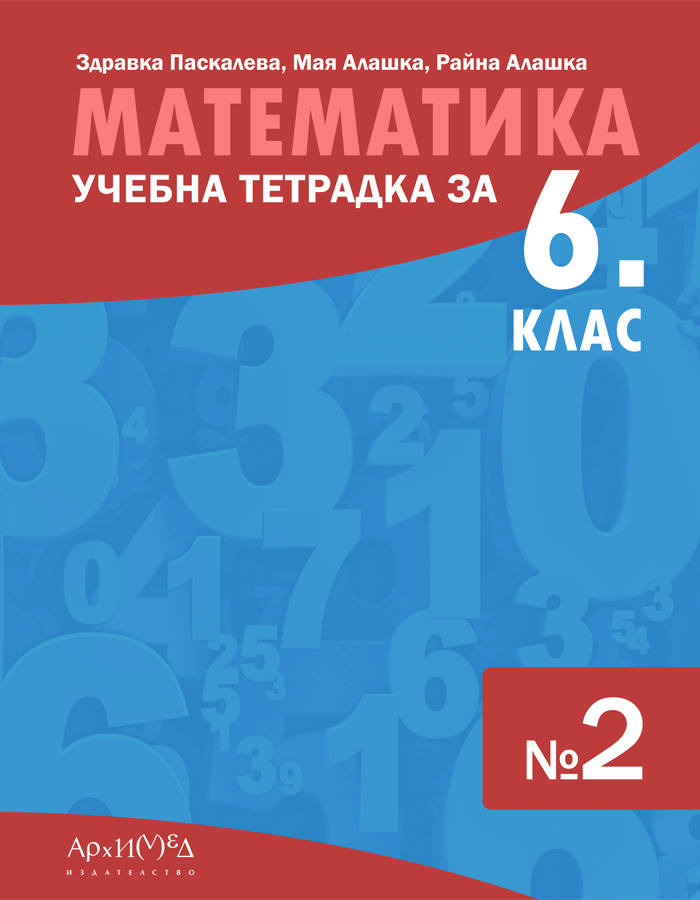 Здравка Паскалева, Мая Алашка, Райна Алашка
МАТЕМАТИКА
УЧЕБНА ТЕТРАДКА ЗА
6.
КЛАС
№2
АрхИМЕД
ИЗДАТЕЛСТВО